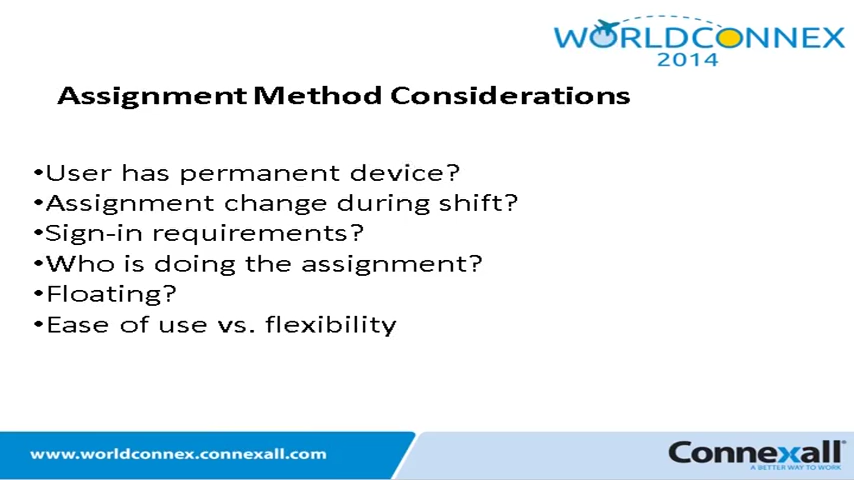 WORLDCONNEX
2014
Assignment Method Considerations
•User has permanent device?
•Assignment change during shift?
•Sign-in requirements?
•Who is doing the assignment?
•Floating?
•Ease of use vs. flexibility
www.worldconnex.connexall.com
Connexall
A BETTER WAY TO WORK